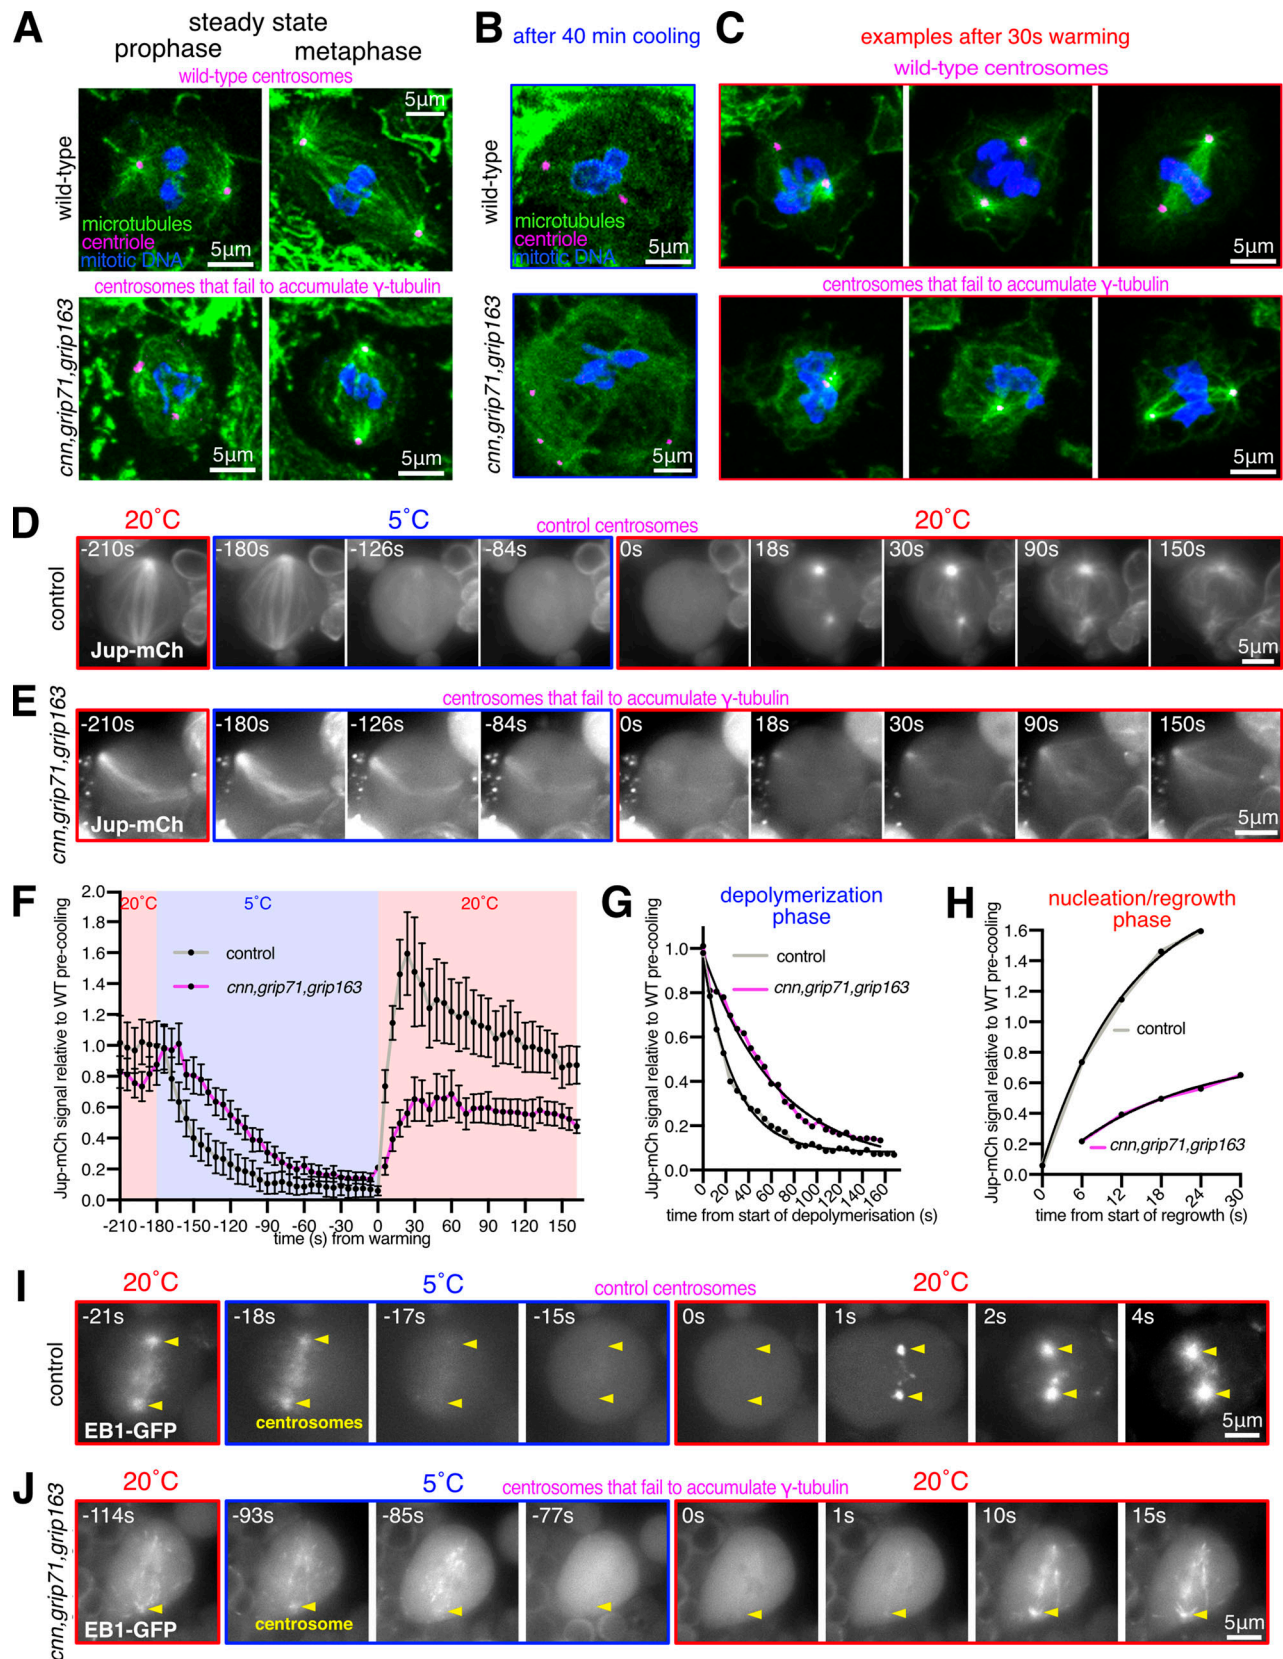 A
steady state
prophase
metaphase
wild-type centrosomes
wild-type
5µm
microtubules
centriole
mitotic DNA
5µm
5µm
centrosomes that fail to accumulate γ-tubulin
cnn,grip71,grip163
5µm
5µm
B
after 40 min cooling
wild-type
microtubules
centriole
mitotic DNA
5µm
cnn,grip71,grip163
5µm
C
examples after 30s warming
wild-type centrosomes
5µm
centrosomes that fail to accumulate γ-tubulin
5µm
D
20˚C
5˚C
control centrosomes
20˚C
control
-210s
-180s
-126s
-84s
0s
18s
30s
90s
150s
Jup-mCh
5µm
E
centrosomes that fail to accumulate γ-tubulin
cnn,grip71,grip163
-210s
-180s
-126s
-84s
0s
18s
30s
90s
150s
Jup-mCh
5µm
F
Jup-mCh signal relative to WT pre-cooling
2.0
1.8
1.6
1.4
1.2
1.0
0.8
0.6
0.4
0.2
0.0
20˚C
5˚C
20˚C
control
cnn,grip71,grip163
-210
-180
-150
-120
-90
-60
-30
0
30
60
90
120
150
time (s) from warming
G
depolymerization
phase
Jup-mCh signal relative to WT pre-cooling
1.0
0.8
0.6
0.4
0.2
0.0
control
cnn,grip71,grip163
0
20
40
60
80
100
120
140
160
time from start of depolymerisation (s)
H
nucleation/regrowth
phase
Jup-mCh signal relative to WT pre-cooling
1.6
1.4
1.2
1.0
0.8
0.6
0.4
0.2
0.0
control
cnn,grip71,grip163
0
6
12
18
24
30
time from start of regrowth (s)
I
20˚C
5˚C
control centrosomes
20˚C
control
-21s
-18s
-17s
-15s
0s
1s
2s
4s
EB1-GFP
centrosomes
5µm
J
20˚C
5˚C
centrosomes that fail to accumulate γ-tubulin
20˚C
cnn,grip71,grip163
-114s
-93s
-85s
-77s
0s
1s
10s
15s
EB1-GFP
centrosome
5µm